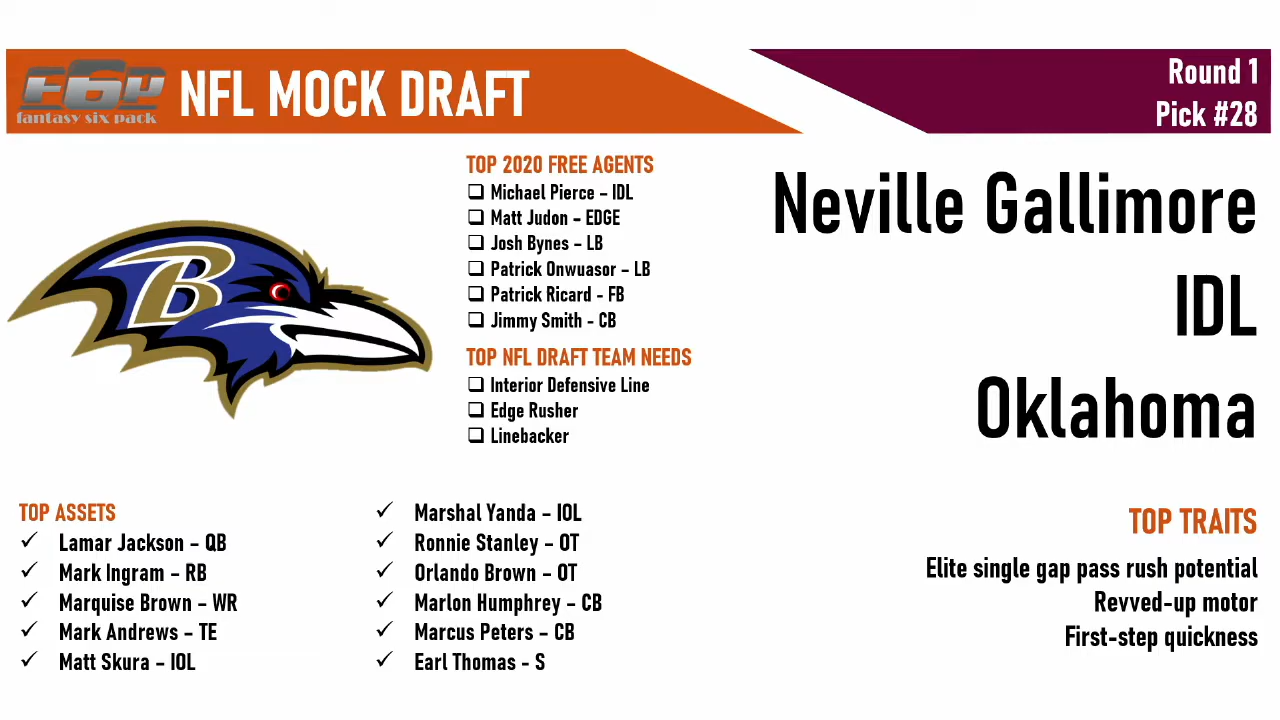 F6P
fantasy six pack
NFL MOCK DRAFT
Round 1
Pick #28
TOP 2020 FREE AGENTS
Michael Pierce – IDL
Matt Judon – EDGE
Josh Bynes – LB
Patrick Onwuasor – LB
Patrick Ricard - FB
Jimmy Smith – CB
TOP NFL DRAFT TEAM NEEDS
Interior Defensive Line
Edge Rusher
Linebacker
Neville Gallimore
IDL
Oklahoma
B
TOP ASSETS
Lamar Jackson – QB
Mark Ingram – RB
Marquise Brown – WR
Mark Andrews – TE
Matt Skura – IOL
Marshal Yanda – IOL
Ronnie Stanley – OT
Orlando Brown – OT
Marlon Humphrey – CB
Marcus Peters – CB
Earl Thomas - S
TOP TRAITS
Elite single gap pass rush potential
Revved-up motor
First-step quickness